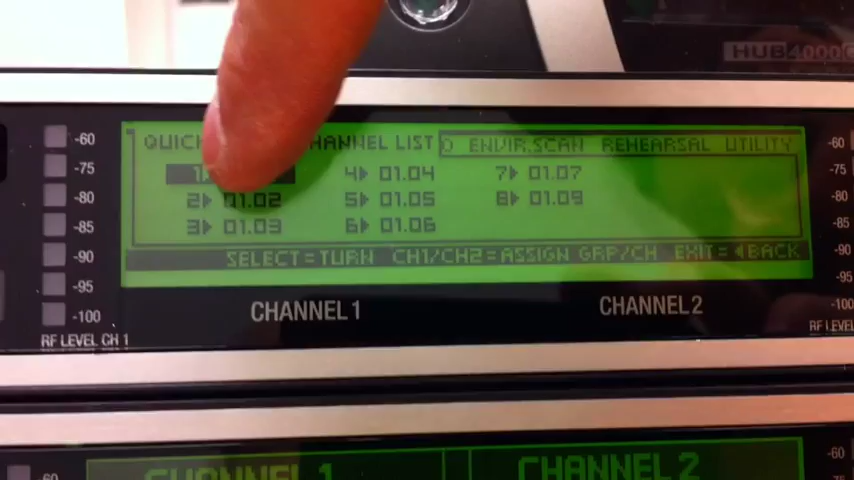 HUB4000
QUICK HANNEL LIST ENVIR.SCAN REHEARSAL UTILITY
1 4▶ 01.04 7▶ 01.07
2▶ 01.02 5▶ 01.05 8▶ 01.09
3▶ 01.03 6▶ 01.06
SELECT=TURN CH1/CH2=ASSIGN GRP/CH EXIT=◀BACK
-60
-75
-80
-85
-90
-95
-100
RF LEVEL CH 1
CHANNEL 1 CHANNEL 2
-60
-75
-80
-85
-90
-95
-100
RF LEVEL
CHANNEL 1 CHANNEL 2
-60
-60